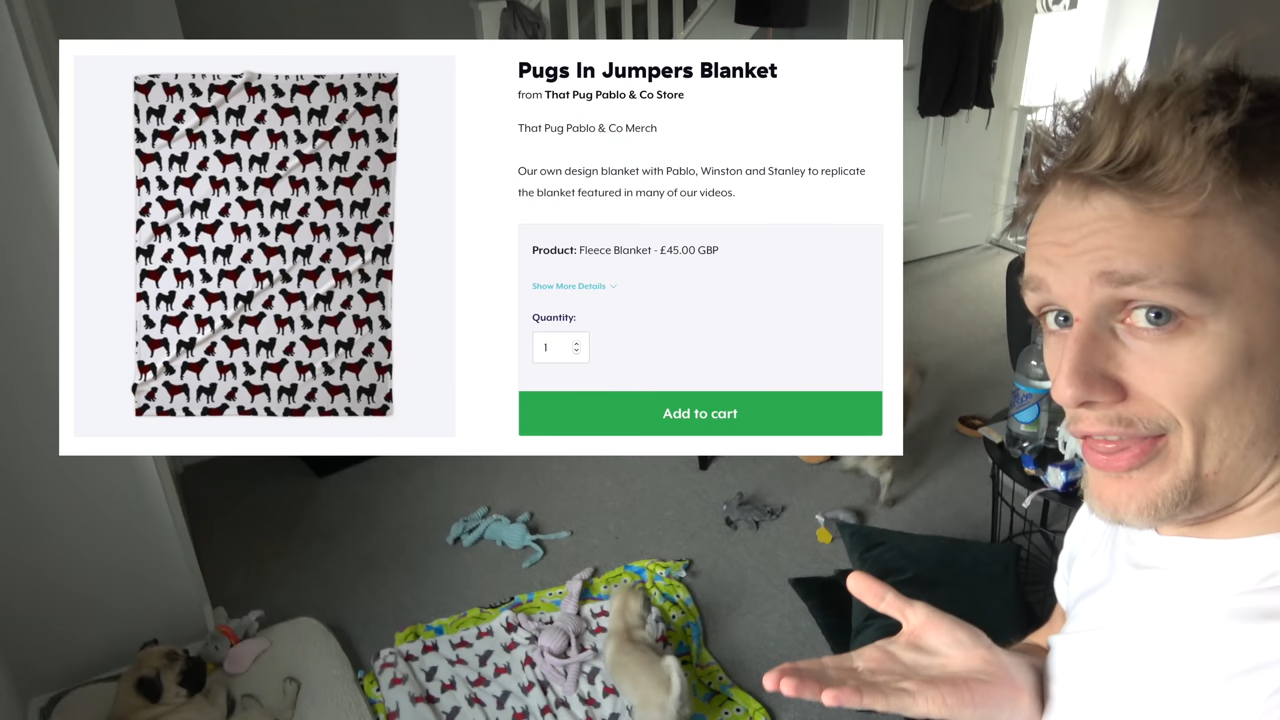 Pugs In Jumpers Blanket
from That Pug Pablo & Co Store
That Pug Pablo & Co Merch
Our own design blanket with Pablo, Winston and Stanley to replicate
the blanket featured in many of our videos.
Product: Fleece Blanket - £45.00 GBP
Show More Details
Quantity:
1
Add to cart